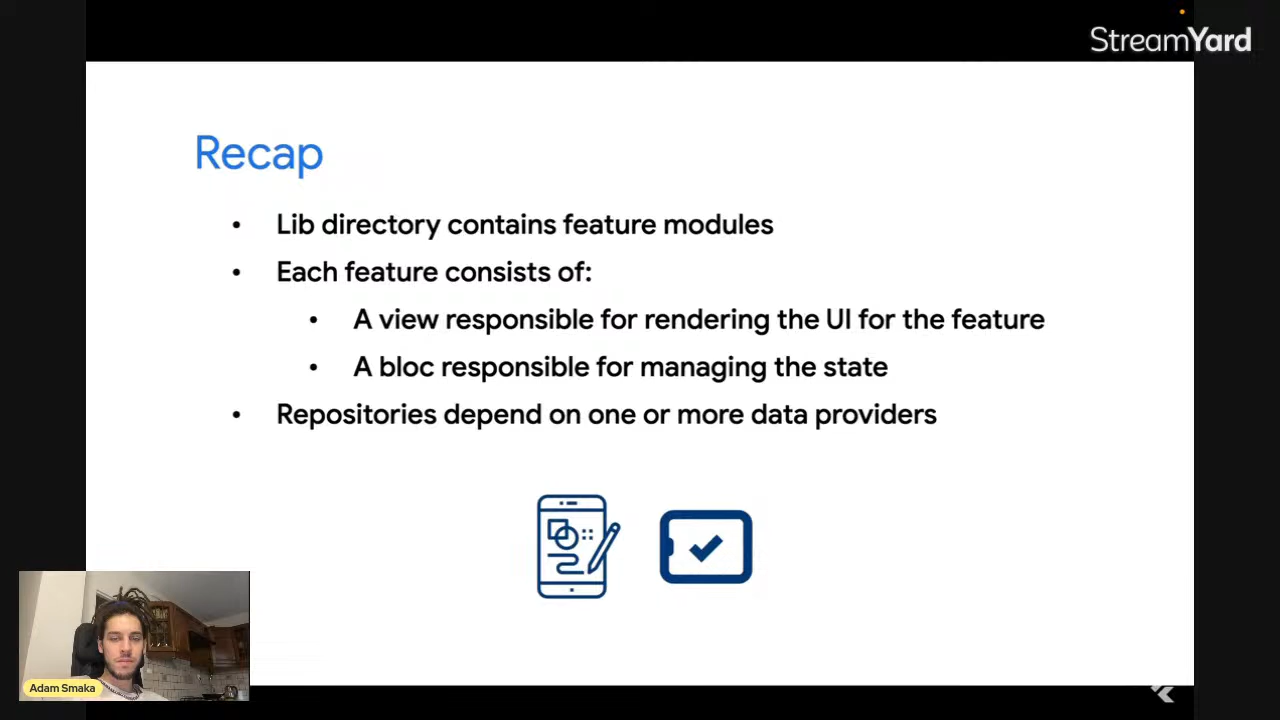 StreamYard
Recap
• Lib directory contains feature modules
• Each feature consists of:
• A view responsible for rendering the UI for the feature
• A bloc responsible for managing the state
• Repositories depend on one or more data providers
Adam Smaka